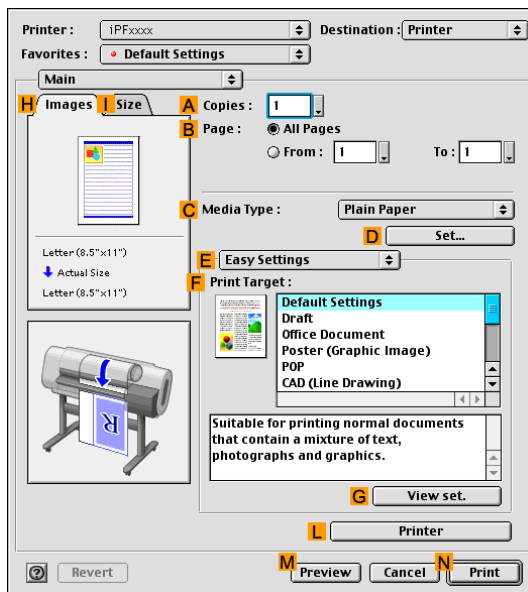 Printer : iPFxxxx Destination : Printer
Favorites : Default Settings
Main
H Images I Size
A Copies : 1
B Page : All Pages
From : 1 To : 1
C Media Type : Plain Paper
D Set...
Letter (8.5"x11")
Actual Size
Letter (8.5"x11")
E Easy Settings
F Print Target :
Default Settings
Draft
Office Document
Poster (Graphic Image)
POP
CAD (Line Drawing)
R
Suitable for printing normal documents
that contain a mixture of text,
photographs and graphics.
G View set.
L Printer
? Revert M Preview Cancel N Print